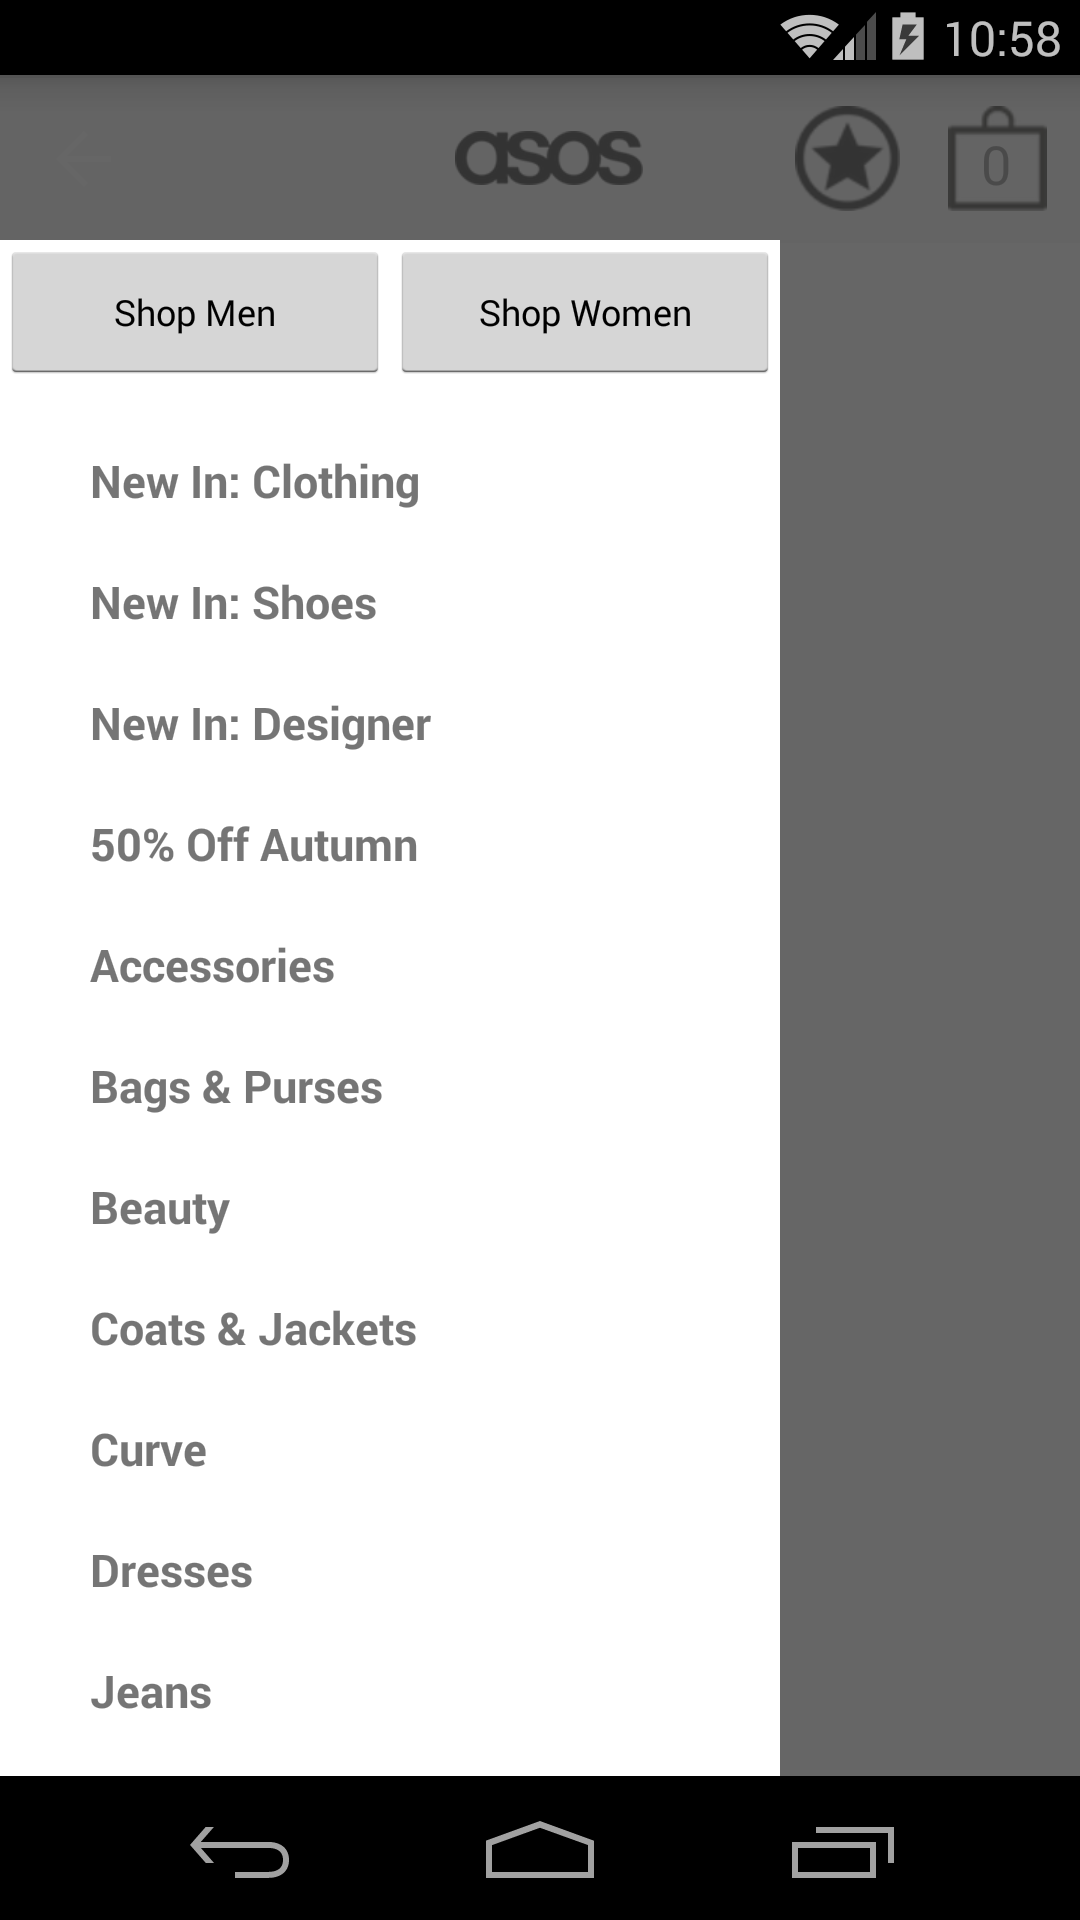 10:58
asos
0
Shop Men
Shop Women
New In: Clothing
New In: Shoes
New In: Designer
50% Off Autumn
Accessories
Bags & Purses
Beauty
Coats & Jackets
Curve
Dresses
Jeans